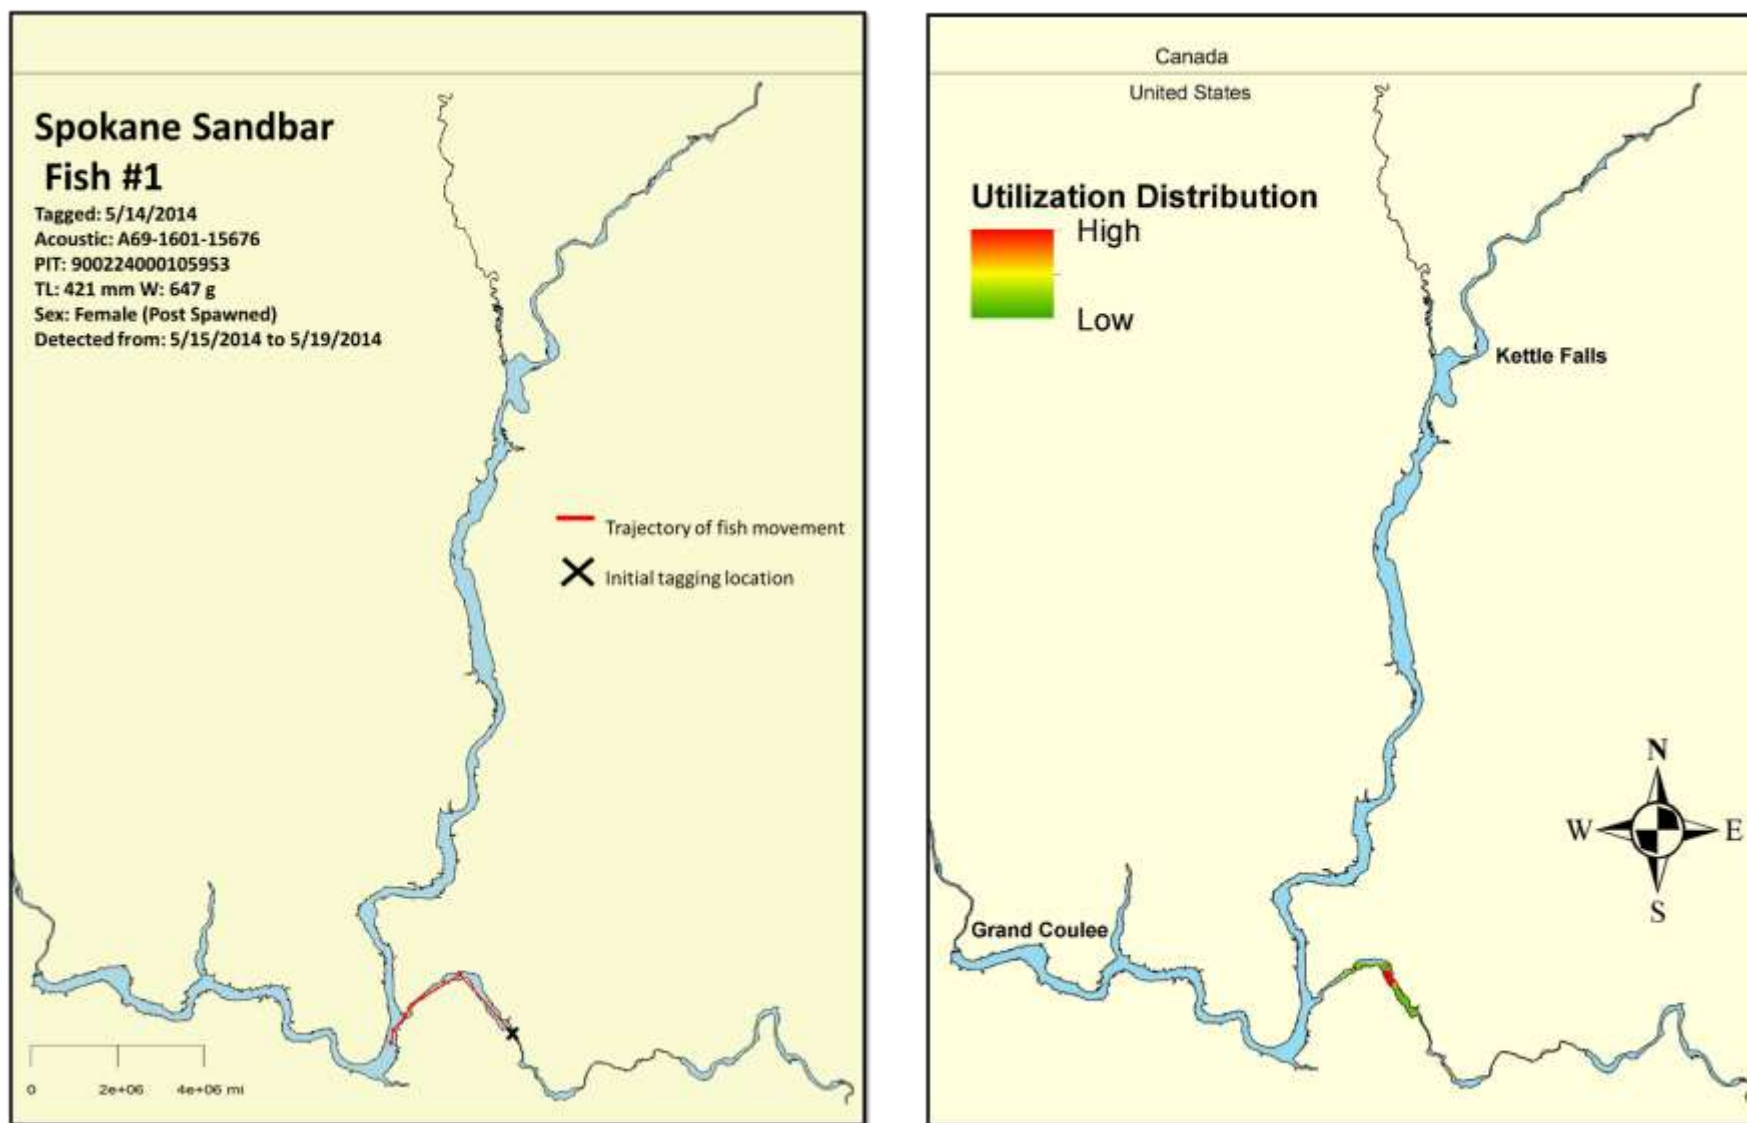 Spokane Sandbar
Fish #1
Tagged: 5/14/2014
Acoustic: A69-1601-15676
PIT: 900224000105953
TL: 421 mm W: 647 g
Sex: Female (Post Spawned)
Detected from: 5/15/2014 to 5/19/2014
Trajectory of fish movement
Initial tagging location
0 2e+06 4e+06 mi
Canada
United States
Utilization Distribution
High
Low
Kettle Falls
N
W E
S
Grand Coulee